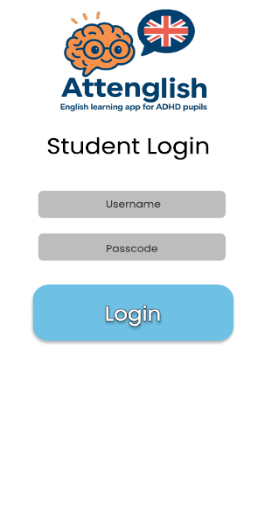 Attenglish
English learning app for ADHD pupils
Student Login
Username
Passcode
Login